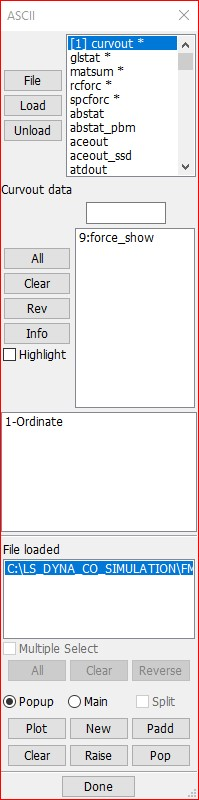 ASCII
[1] curvout *
glstat *
matsum *
rcforc *
spcforc *
abstat
abstat_pbm
aceout
aceout_ssd
atdout
File
Load
Unload
Curvout data
All
Clear
Rev
Info
Highlight
9:force_show
1-Ordinate
File loaded
C:\LS_DYNA_CO_SIMULATION\FM
Multiple Select
All Clear Reverse
Popup Main Split
Plot New Padd
Clear Raise Pop
Done